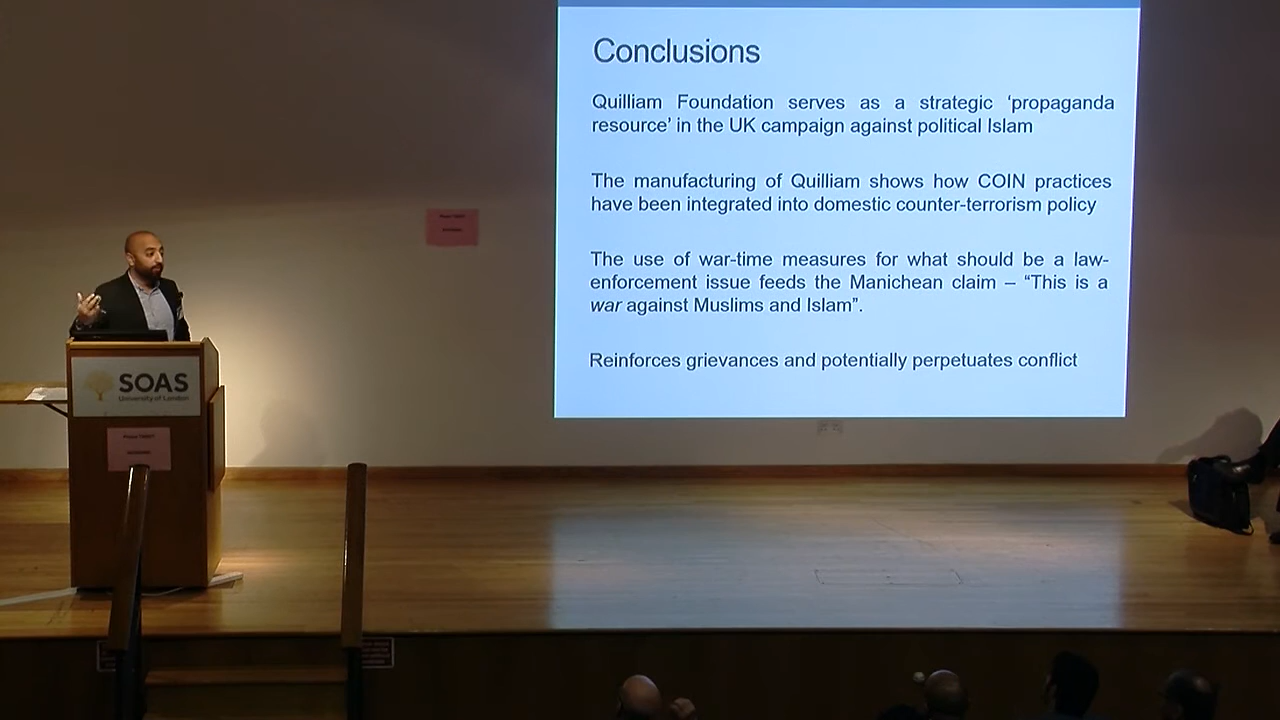 Conclusions
Quilliam Foundation serves as a strategic ‘propaganda
resource’ in the UK campaign against political Islam
The manufacturing of Quilliam shows how COIN practices
have been integrated into domestic counter-terrorism policy
The use of war-time measures for what should be a law-
enforcement issue feeds the Manichean claim – “This is a
war against Muslims and Islam”.
Reinforces grievances and potentially perpetuates conflict
SOAS
University of London